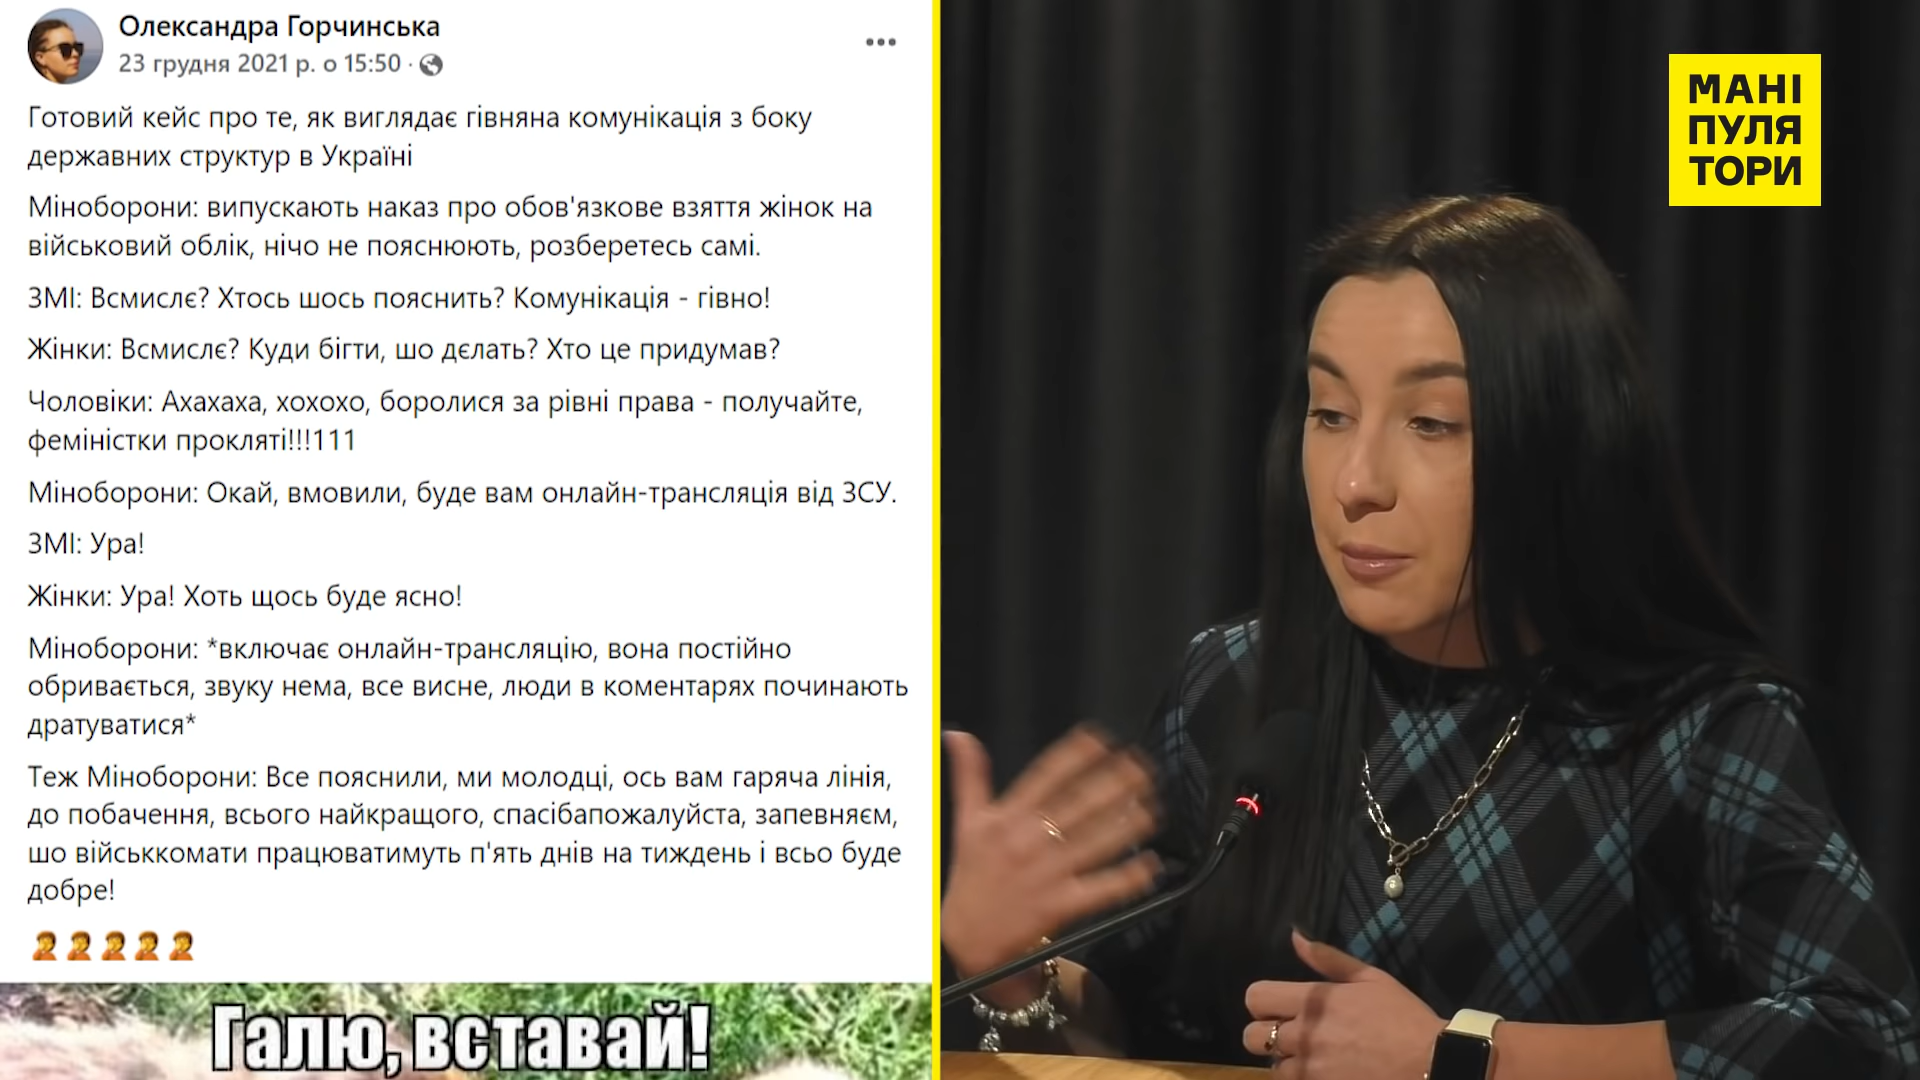 Олександра Горчинська
23 грудня 2021 р. о 15:50 ·
Готовий кейс про те, як виглядає гівняна комунікація з боку
державних структур в Україні
Міноборони: випускають наказ про обов'язкове взяття жінок на
військовий облік, нічо не пояснюють, розберетесь самі.
ЗМІ: Всмислє? Хтось шось пояснить? Комунікація - гівно!
Жінки: Всмислє? Куди бігти, шо дєлать? Хто це придумав?
Чоловіки: Ахахаха, хохохо, боролися за рівні права - получайте,
феміністки прокляті!!!111
Міноборони: Окай, вмовили, буде вам онлайн-трансляція від ЗСУ.
ЗМІ: Ура!
Жінки: Ура! Хоть щось буде ясно!
Міноборони: *включає онлайн-трансляцію, вона постійно
обривається, звуку нема, все висне, люди в коментарях починають
дратуватися*
Теж Міноборони: Все пояснили, ми молодці, ось вам гаряча лінія,
до побачення, всього найкращого, спасібапожалуйста, запевняєм,
шо військкомати працюватимуть п'ять днів на тиждень і всьо буде
добре!
Галю, вставай!
МАНІ
ПУЛЯ
ТОРИ